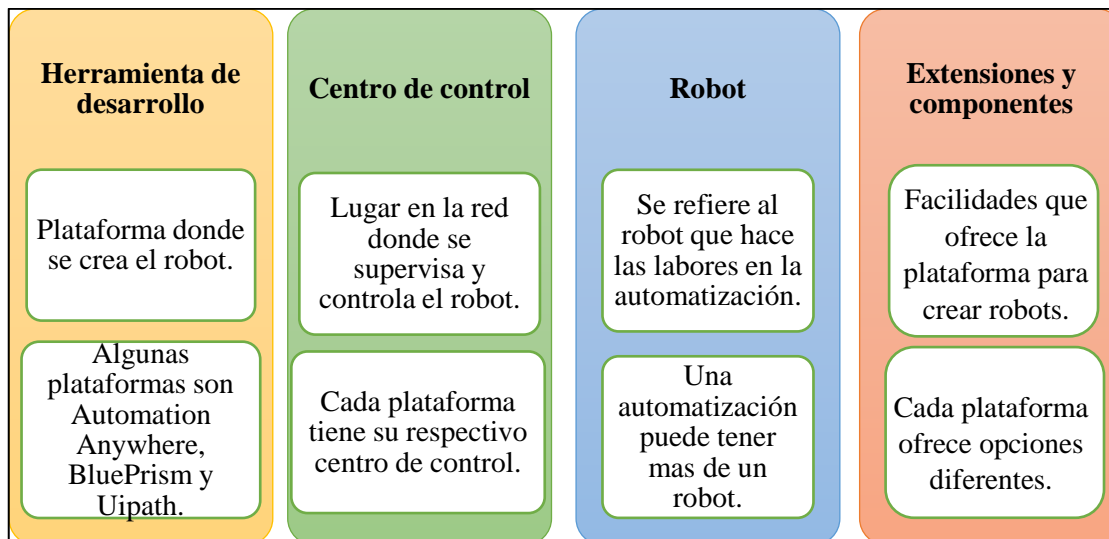 Herramienta de
desarrollo
Plataforma donde
se crea el robot.
Algunas
plataformas son
Automation
Anywhere,
BluePrism y
Uipath.
Centro de control
Lugar en la red
donde se
supervisa y
controla el robot.
Cada plataforma
tiene su respectivo
centro de control.
Robot
Se refiere al
robot que hace
las labores en la
automatización.
Una
automatización
puede tener
mas de un
robot.
Extensiones y
componentes
Facilidades que
ofrece la
plataforma para
crear robots.
Cada plataforma
ofrece opciones
diferentes.